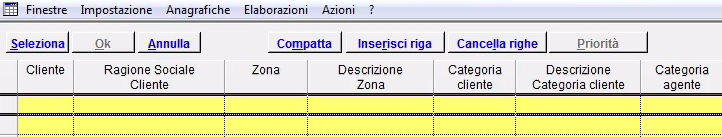 Finestre Impostazione Anagrafiche Elaborazioni Azioni ?
Seleziona Ok Annulla Compatta Inserisci riga Cancella righe Priorità
Cliente Ragione Sociale Zona Descrizione Categoria Descrizione Categoria
Cliente Zona cliente Categoria cliente agente